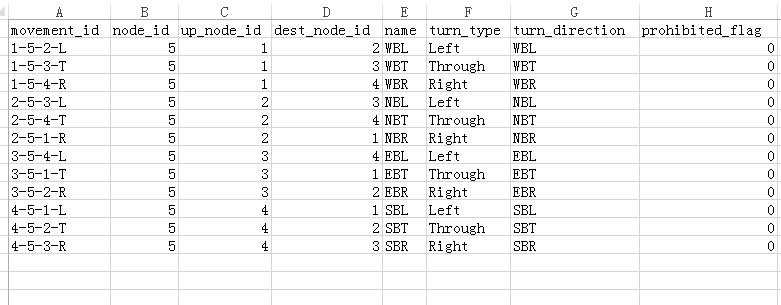 A B C D E F G H
movement_id node_id up_node_id dest_node_id name turn_type turn_direction prohibited_flag
1-5-2-L 5 1 2 WBL Left WBL 0
1-5-3-T 5 1 3 WBT Through WBT 0
1-5-4-R 5 1 4 WBR Right WBR 0
2-5-3-L 5 2 3 NBL Left NBL 0
2-5-4-T 5 2 4 NBT Through NBT 0
2-5-1-R 5 2 1 NBR Right NBR 0
3-5-4-L 5 3 4 EBL Left EBL 0
3-5-1-T 5 3 1 EBT Through EBT 0
3-5-2-R 5 3 2 EBR Right EBR 0
4-5-1-L 5 4 1 SBL Left SBL 0
4-5-2-T 5 4 2 SBT Through SBT 0
4-5-3-R 5 4 3 SBR Right SBR 0